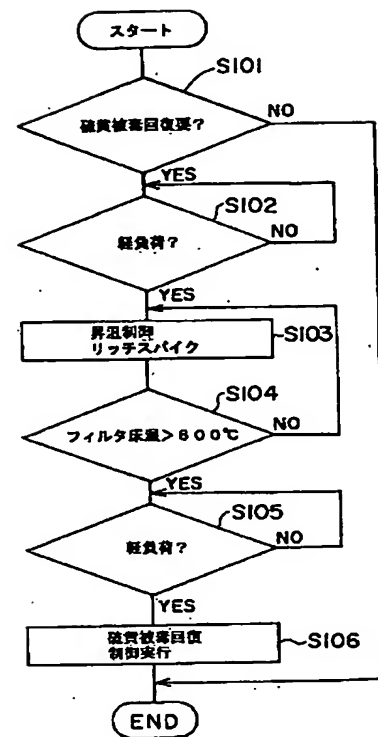 スタート
S101
硫黄被毒回復要?
NO
YES
S102
軽負荷?
NO
YES
昇温制御
リッチスパイク
S103
S104
フィルタ床温>600℃
NO
YES
S105
軽負荷?
NO
YES
硫黄被毒回復
制御実行
S106
END